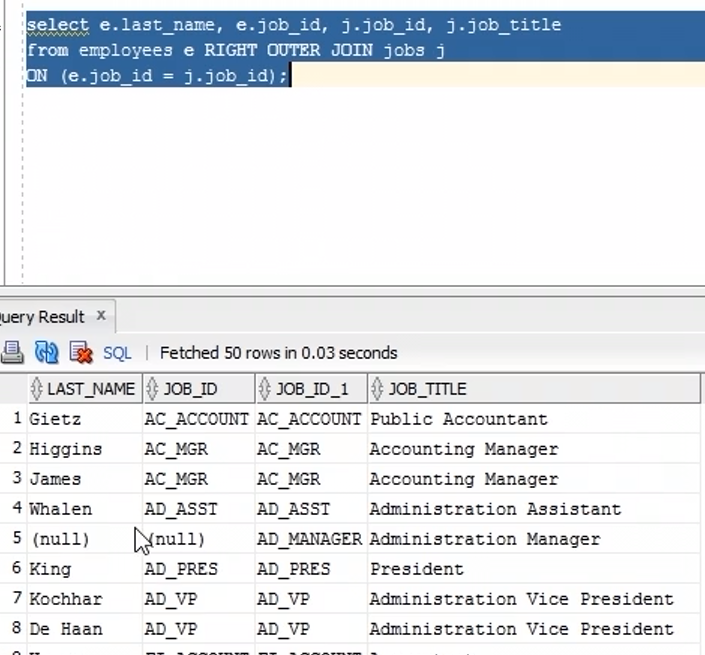 select e.last_name, e.job_id, j.job_id, j.job_title
from employees e RIGHT OUTER JOIN jobs j
ON (e.job_id = j.job_id);
uery Result x
SQL | Fetched 50 rows in 0.03 seconds
LAST_NAME JOB_ID JOB_ID_1 JOB_TITLE
1 Gietz AC_ACCOUNT AC_ACCOUNT Public Accountant
2 Higgins AC_MGR AC_MGR Accounting Manager
3 James AC_MGR AC_MGR Accounting Manager
4 Whalen AD_ASST AD_ASST Administration Assistant
5 (null) (null) AD_MANAGER Administration Manager
6 King AD_PRES AD_PRES President
7 Kochhar AD_VP AD_VP Administration Vice President
8 De Haan AD_VP AD_VP Administration Vice President